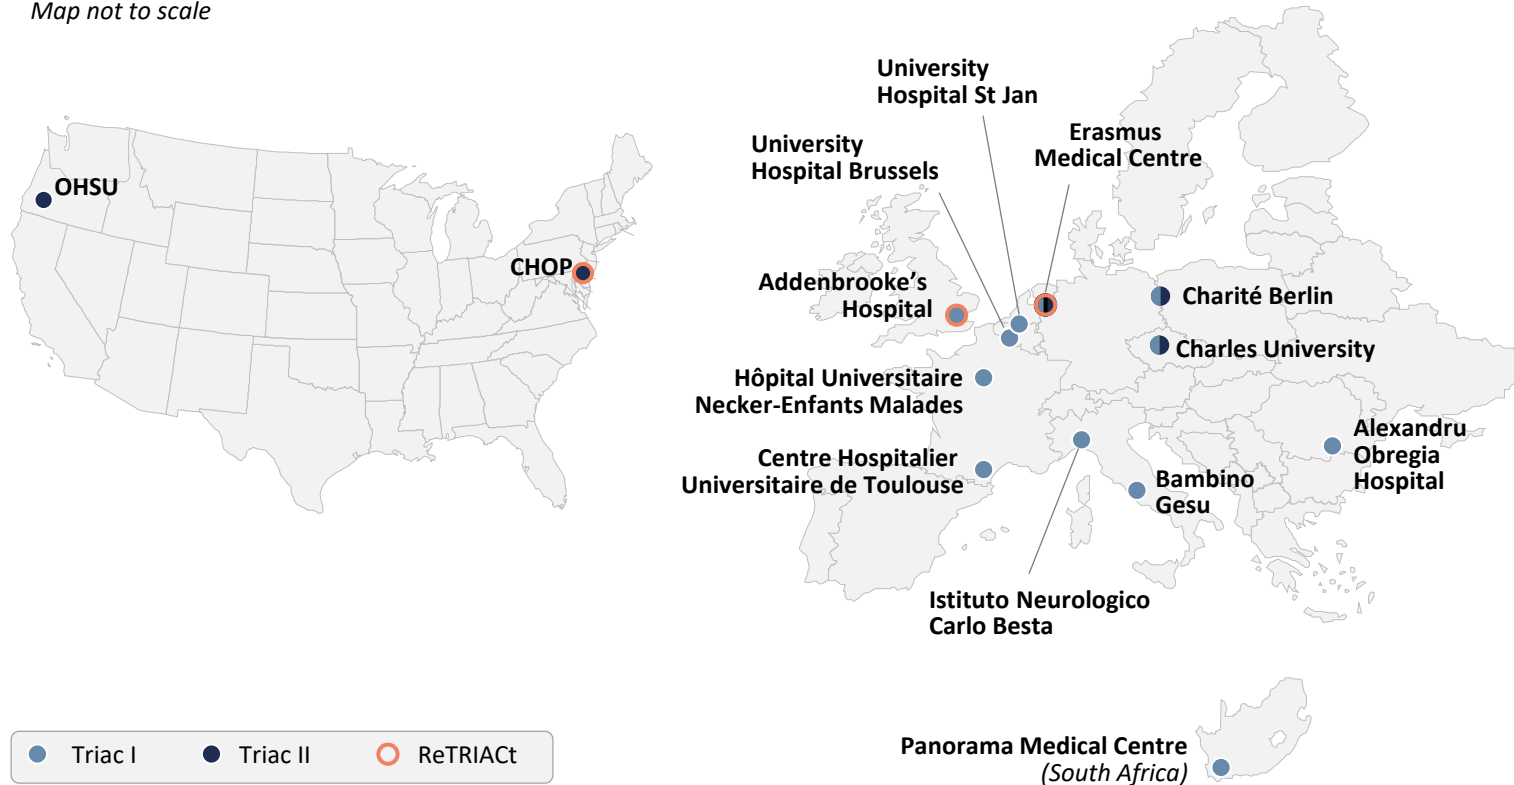 Map not to scale
OHSU
CHOP
University
Hospital St Jan
University
Hospital Brussels
Erasmus
Medical Centre
Addenbrooke’s
Hospital
Charité Berlin
Charles University
Hôpital Universitaire
Necker-Enfants Malades
Centre Hospitalier
Universitaire de Toulouse
Alexandru
Obregia
Hospital
Bambino
Gesu
Istituto Neurologico
Carlo Besta
Panorama Medical Centre
(South Africa)
Triac I
Triac II
ReTRIACt